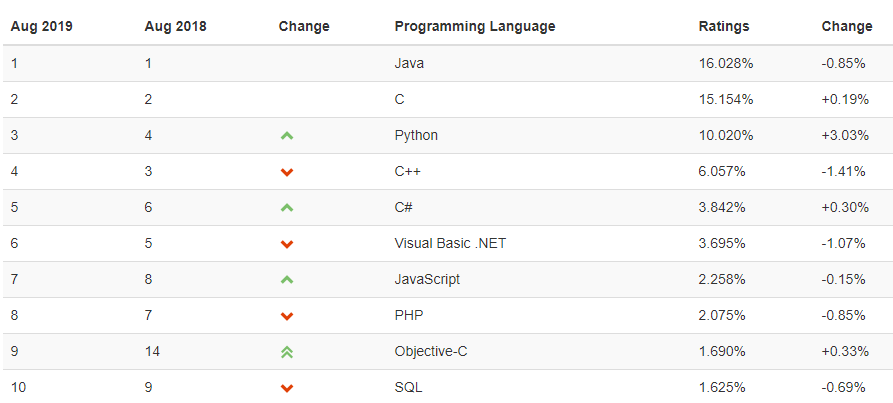 Aug 2019 Aug 2018 Change Programming Language Ratings Change
1 1 Java 16.028% -0.85%
2 2 C 15.154% +0.19%
3 4 Python 10.020% +3.03%
4 3 C++ 6.057% -1.41%
5 6 C# 3.842% +0.30%
6 5 Visual Basic .NET 3.695% -1.07%
7 8 JavaScript 2.258% -0.15%
8 7 PHP 2.075% -0.85%
9 14 Objective-C 1.690% +0.33%
10 9 SQL 1.625% -0.69%